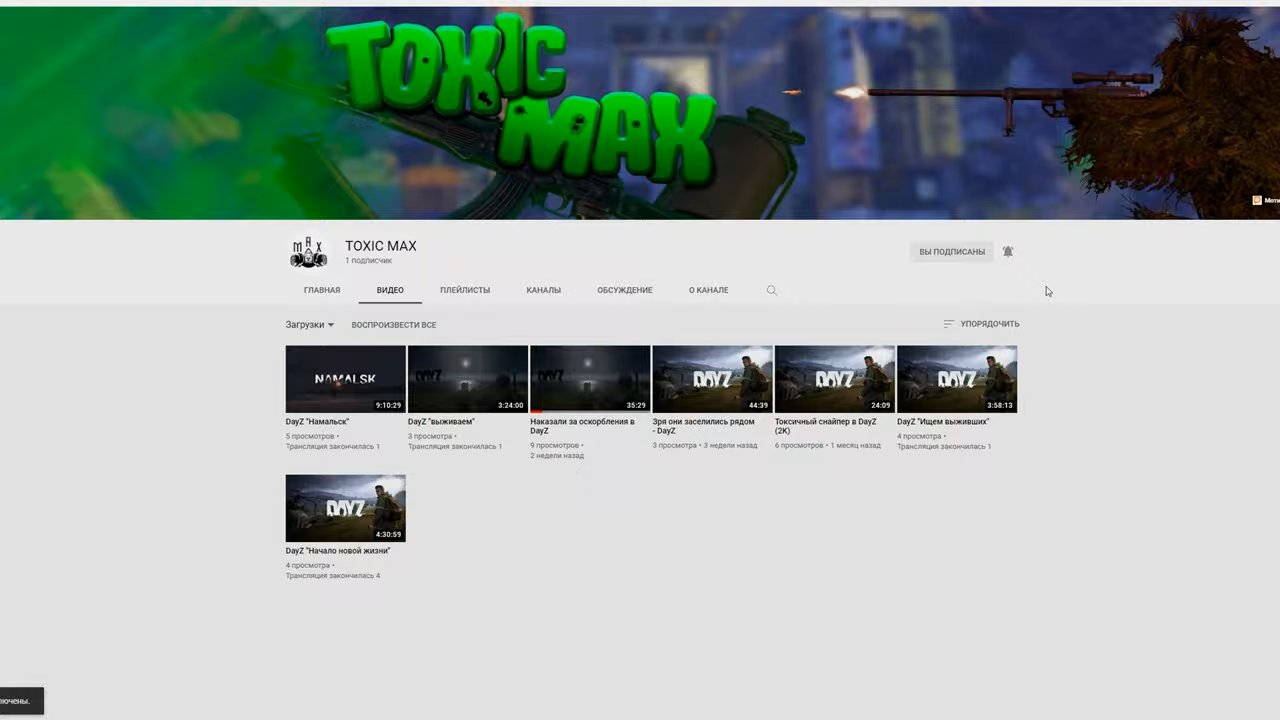 TOXIC
MAX
Моти
MAX
TOXIC MAX
1 подписчик
ВЫ ПОДПИСАНЫ
ГЛАВНАЯ ВИДЕО ПЛЕЙЛИСТЫ КАНАЛЫ ОБСУЖДЕНИЕ О КАНАЛЕ
Загрузки ВОСПРОИЗВЕСТИ ВСЕ УПОРЯДОЧИТЬ
NAMALSK
9:10:29
DayZ "Намальск"
5 просмотров •
Трансляция закончилась 1
DAYZ
3:24:00
DayZ "выживаем"
3 просмотра •
Трансляция закончилась 1
DAYZ
35:29
Наказали за оскорбления в
DayZ
9 просмотров •
2 недели назад
DAYZ
44:39
Зря они заселились рядом
- DayZ
3 просмотра • 3 недели назад
DAYZ
24:09
Токсичный снайпер в DayZ
(2K)
6 просмотров • 1 месяц назад
DAYZ
3:58:13
DayZ "Ищем выживших"
4 просмотра •
Трансляция закончилась 1
DAYZ
4:30:59
DayZ "Начало новой жизни"
4 просмотра •
Трансляция закончилась 4
ючены.